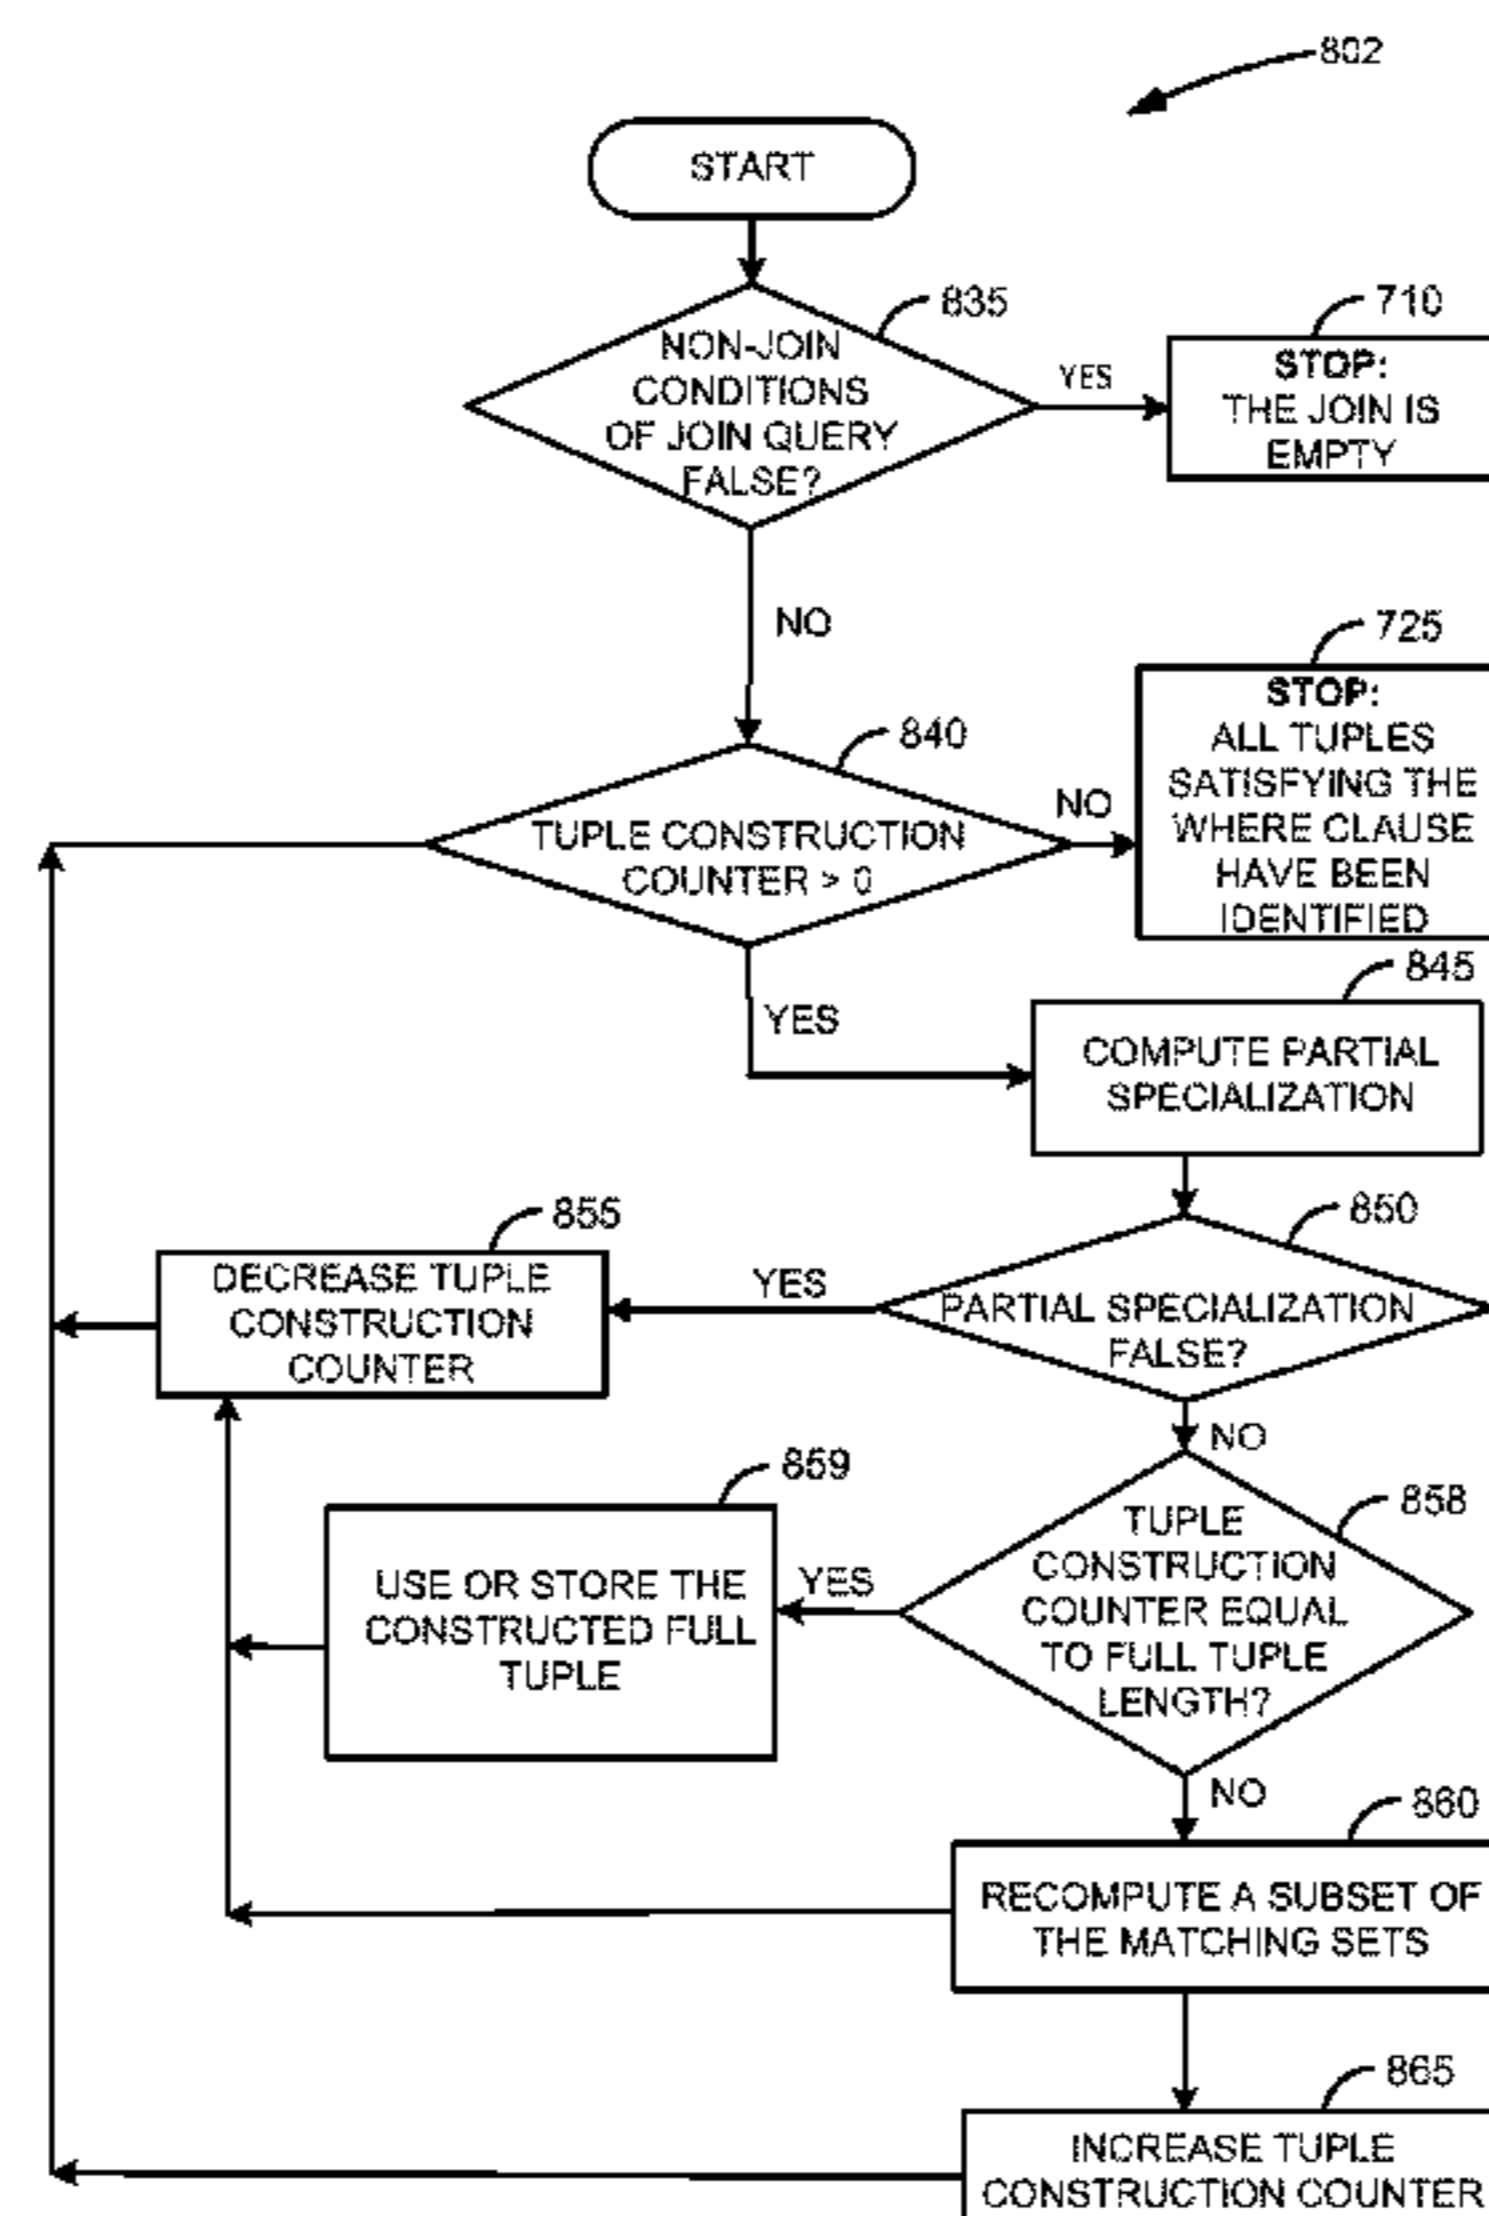 802
START
835
NON-JOIN
CONDITIONS
OF JOIN QUERY
FALSE?
YES
710
STOP:
THE JOIN IS
EMPTY
NO
725
STOP:
ALL TUPLES
SATISFYING THE
WHERE CLAUSE
HAVE BEEN
IDENTIFIED
840
TUPLE CONSTRUCTION
COUNTER > 0
NO
YES
845
COMPUTE PARTIAL
SPECIALIZATION
850
PARTIAL SPECIALIZATION
FALSE?
YES
855
DECREASE TUPLE
CONSTRUCTION
COUNTER
NO
858
TUPLE
CONSTRUCTION
COUNTER EQUAL
TO FULL TUPLE
LENGTH?
YES
859
USE OR STORE THE
CONSTRUCTED FULL
TUPLE
NO
860
RECOMPUTE A SUBSET OF
THE MATCHING SETS
865
INCREASE TUPLE
CONSTRUCTION COUNTER